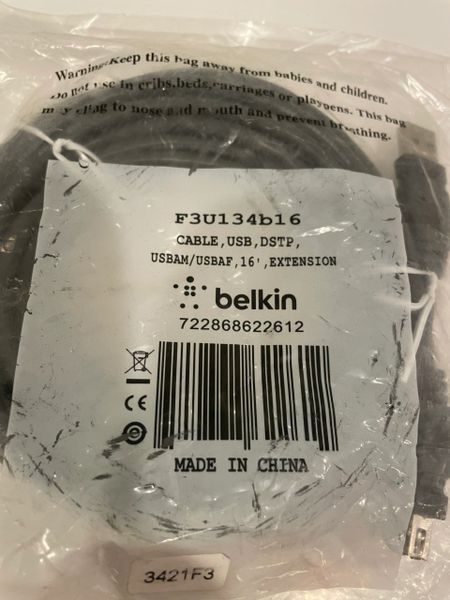 Warning:Keep this bag away from babies and children.
Do not use in cribs,beds,carriages or playpens. This bag
may cling to nose and mouth and prevent breathing.
F3U134b16
CABLE,USB,DSTP,
USBAM/USBAF,16',EXTENSION
belkin
722868622612
CE
e
MADE IN CHINA
3421F3